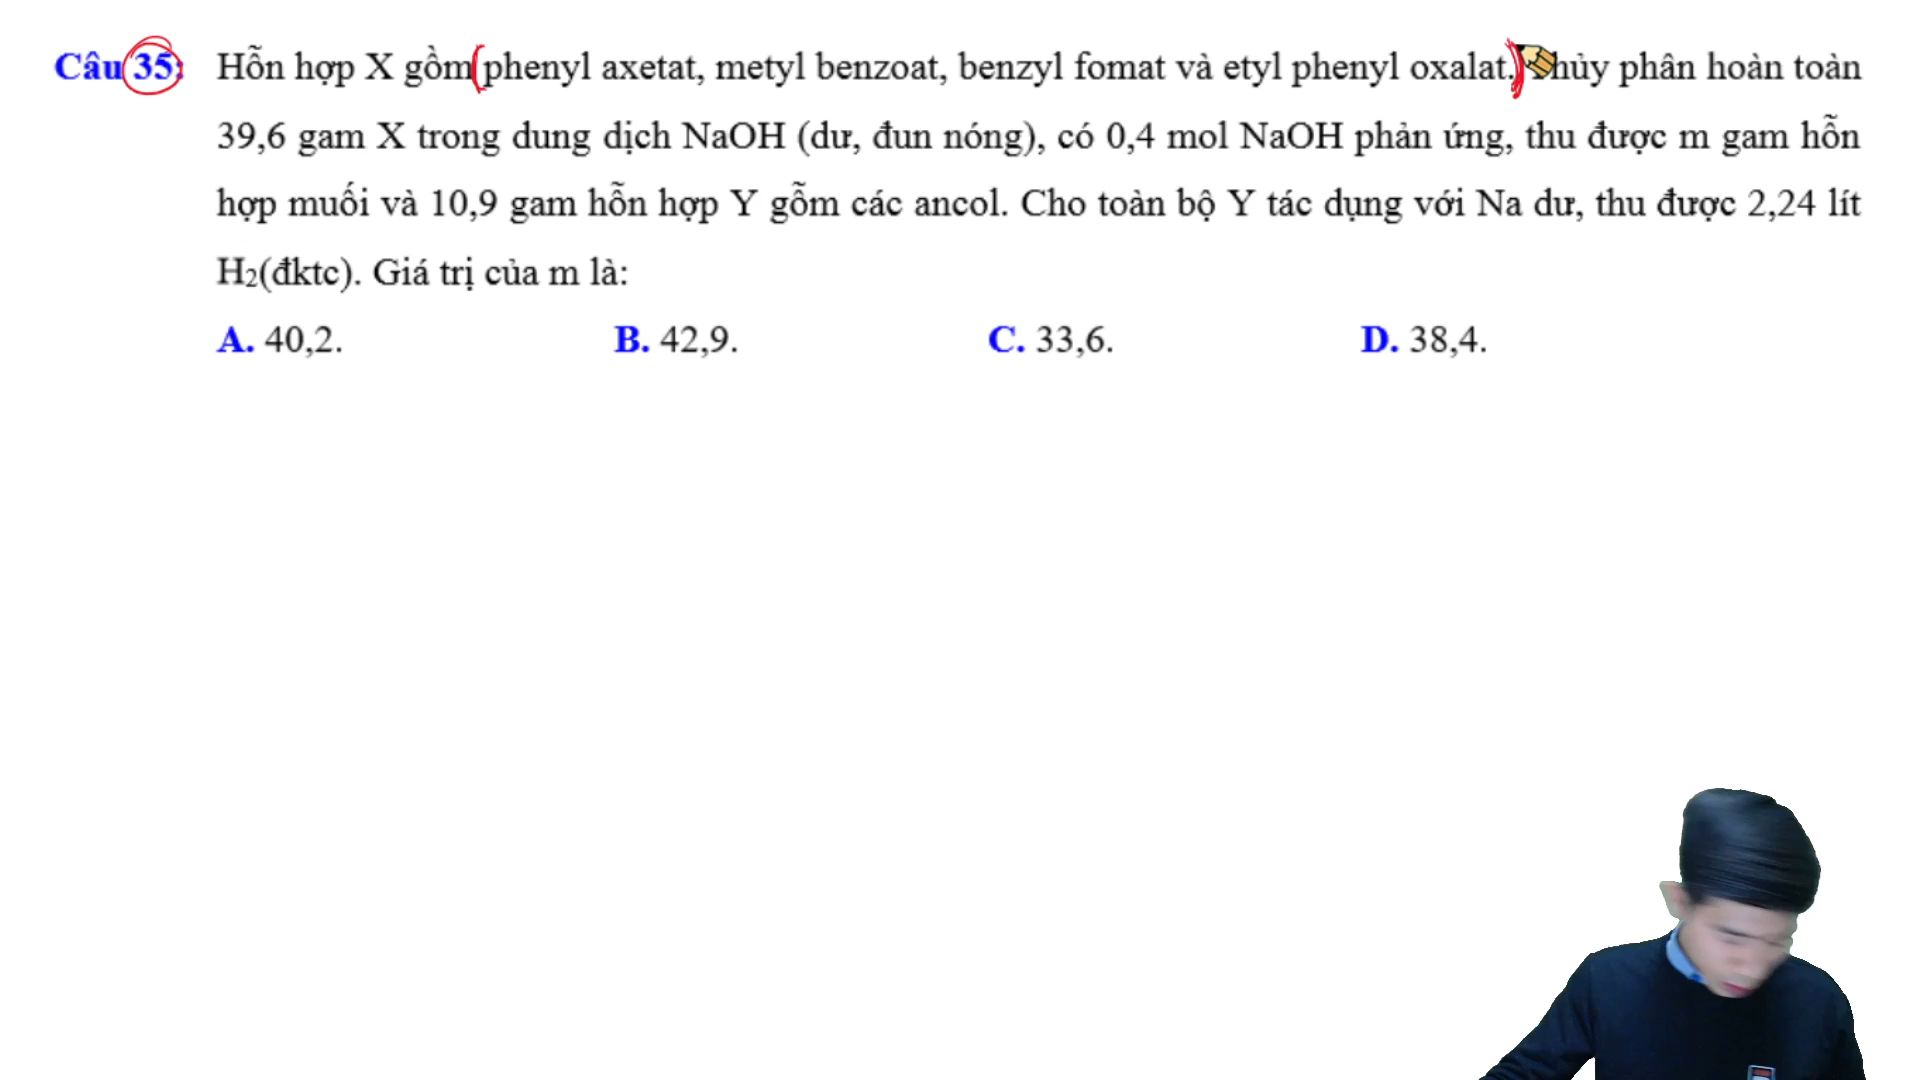 Câu 35: Hỗn hợp X gồm phenyl axetat, metyl benzoat, benzyl fomat và etyl phenyl oxalat. Thủy phân hoàn toàn
39,6 gam X trong dung dịch NaOH (dư, đun nóng), có 0,4 mol NaOH phản ứng, thu được m gam hỗn
hợp muối và 10,9 gam hỗn hợp Y gồm các ancol. Cho toàn bộ Y tác dụng với Na dư, thu được 2,24 lít
H2(đktc). Giá trị của m là:
A. 40,2. B. 42,9. C. 33,6. D. 38,4.